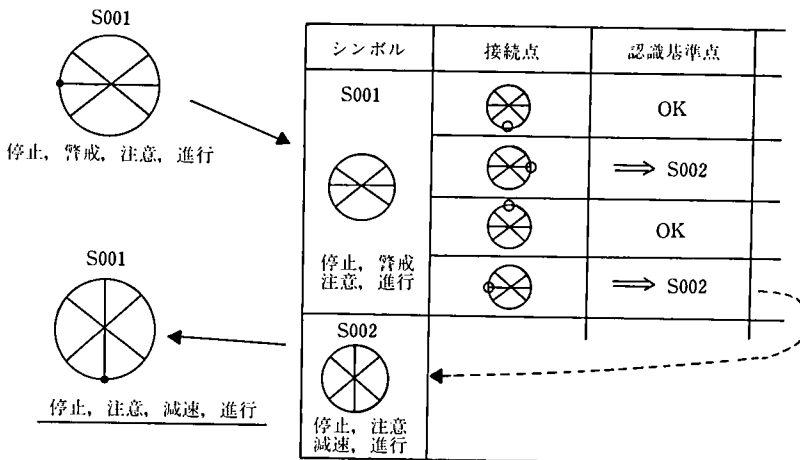 S001
停止, 警戒, 注意, 進行
S001
停止, 注意, 減速, 進行
シンボル
接続点
認識基準点
S001
停止, 警戒
注意, 進行
OK
⇒ S002
OK
⇒ S002
S002
停止, 注意
減速, 進行